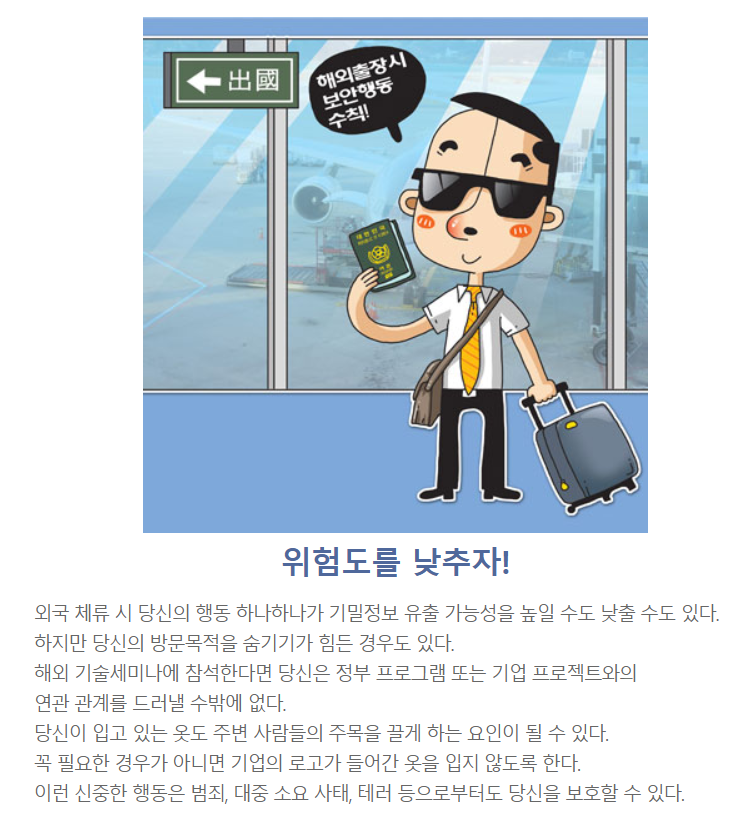 出國
해외출장시
보안행동
수칙!
대한민국
위험도를 낮추자!
외국 체류 시 당신의 행동 하나하나가 기밀정보 유출 가능성을 높일 수도 낮출 수도 있다.
하지만 당신의 방문목적을 숨기기가 힘든 경우도 있다.
해외 기술세미나에 참석한다면 당신은 정부 프로그램 또는 기업 프로젝트와의
연관 관계를 드러낼 수밖에 없다.
당신이 입고 있는 옷도 주변 사람들의 주목을 끌게 하는 요인이 될 수 있다.
꼭 필요한 경우가 아니면 기업의 로고가 들어간 옷을 입지 않도록 한다.
이런 신중한 행동은 범죄, 대중 소요 사태, 테러 등으로부터도 당신을 보호할 수 있다.